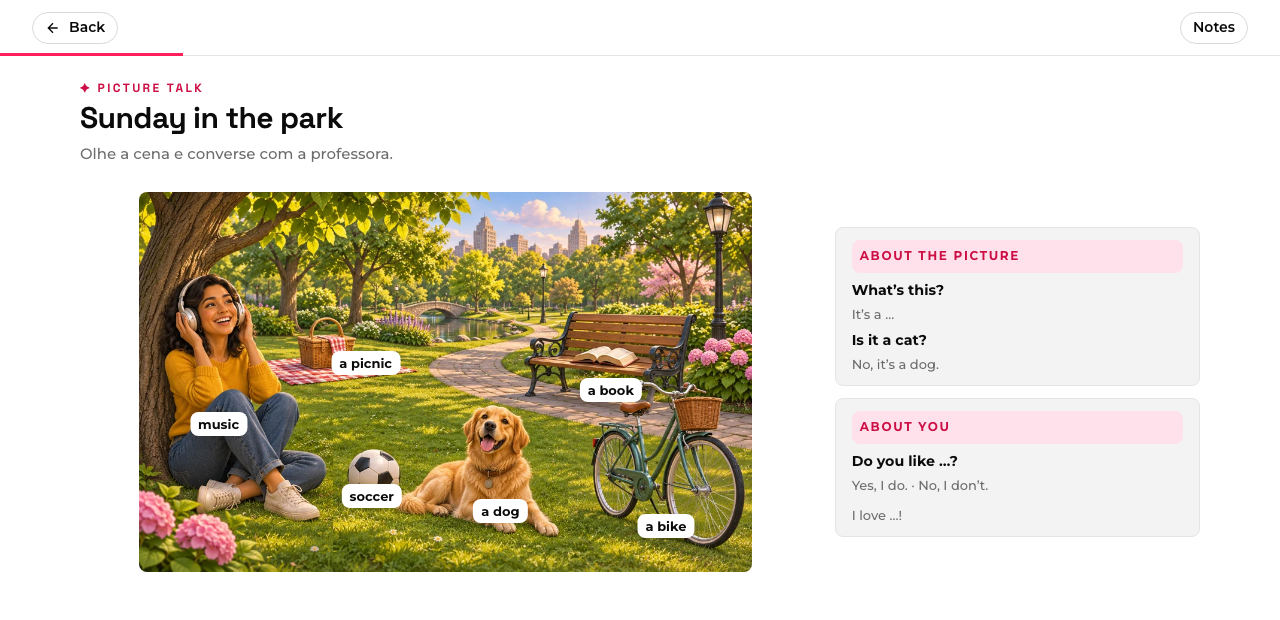 Back
Notes
PICTURE TALK
Sunday in the park
Olhe a cena e converse com a professora.
a picnic
a book
music
soccer
a dog
a bike
ABOUT THE PICTURE
What’s this?
It’s a ...
Is it a cat?
No, it’s a dog.
ABOUT YOU
Do you like ...?
Yes, I do. · No, I don’t.
I love ...!